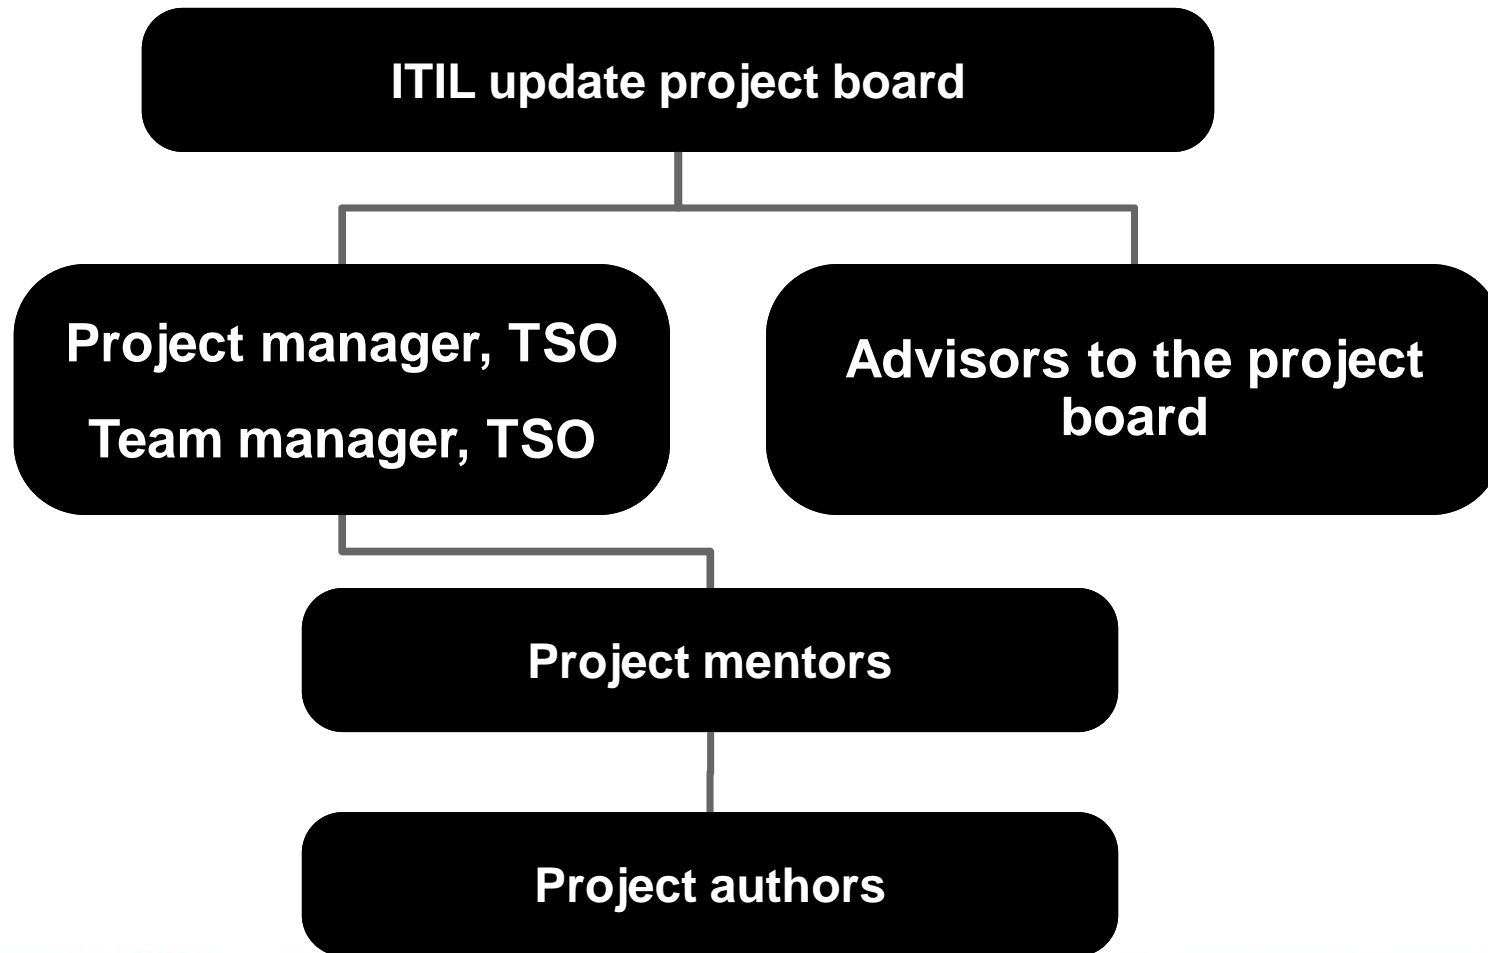 ITIL update project board
Project manager, TSO
Team manager, TSO
Advisors to the project
board
Project mentors
Project authors